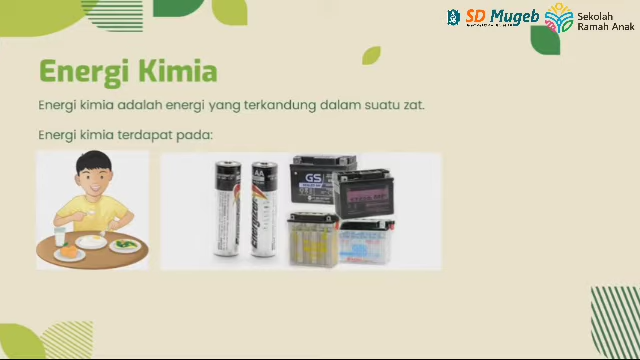 SD Mugeb
Sekolah
Ramah Anak
Energi Kimia
Energi kimia adalah energi yang terkandung dalam suatu zat.
Energi kimia terdapat pada:
AA
GS